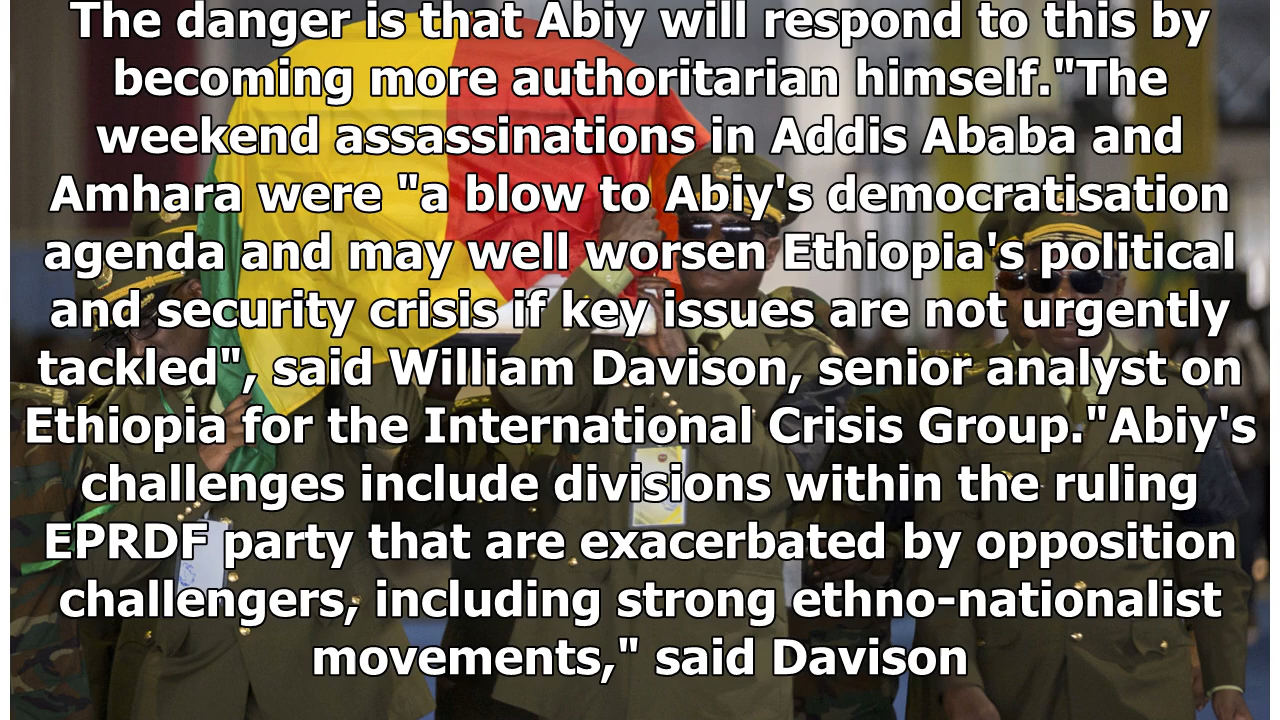 The danger is that Abiy will respond to this by
becoming more authoritarian himself."The
weekend assassinations in Addis Ababa and
Amhara were "a blow to Abiy's democratisation
agenda and may well worsen Ethiopia's political
and security crisis if key issues are not urgently
tackled", said William Davison, senior analyst on
Ethiopia for the International Crisis Group."Abiy's
challenges include divisions within the ruling
EPRDF party that are exacerbated by opposition
challengers, including strong ethno-nationalist
movements," said Davison